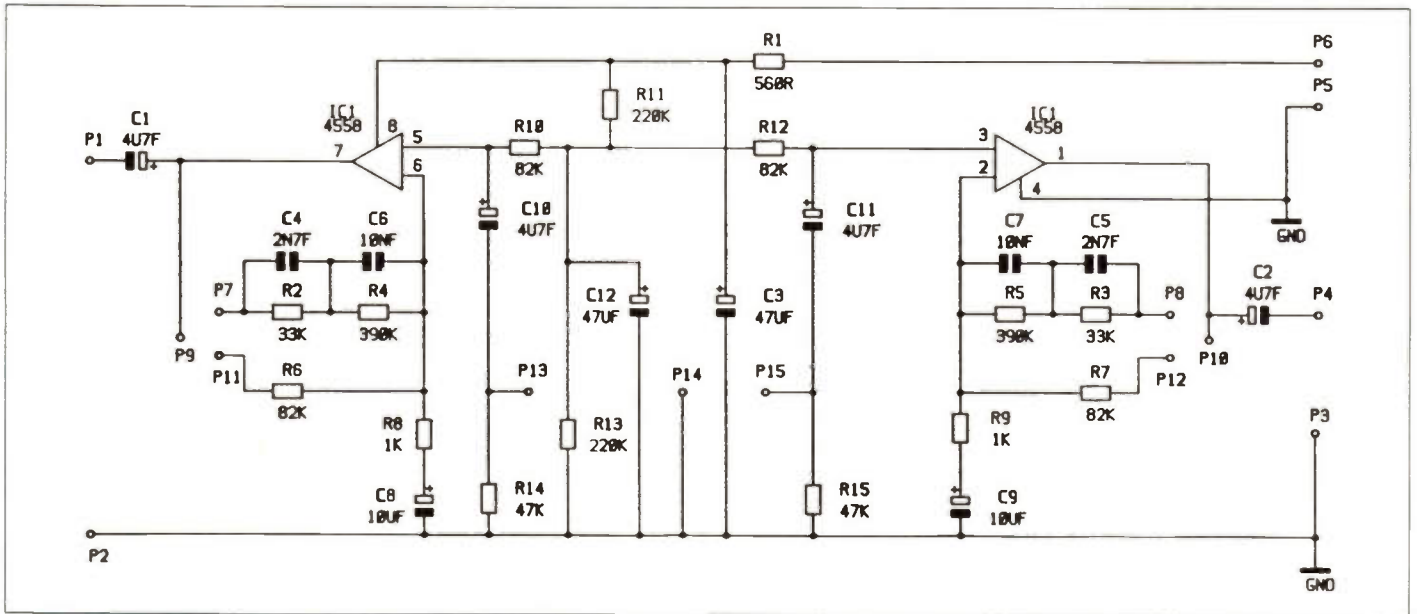 R1
560R
P6
P5
R11
220K
IC1
4558
8
5
6
7
C1
4U7F
+
P1
R10
82K
R12
82K
IC1
4558
3
2
1
4
+
C10
4U7F
+
C11
4U7F
GND
C4
2N7F
C6
10NF
C7
10NF
C5
2N7F
P7
R2
33K
R4
390K
C12
47UF
+
C3
47UF
+
R5
390K
R3
33K
P8
C2
4U7F
+
P4
P9
P11
R6
82K
P13
P14
P15
R7
82K
P12
P10
R8
1K
R13
220K
R9
1K
P3
C8
10UF
+
R14
47K
R15
47K
C9
10UF
+
P2
GND